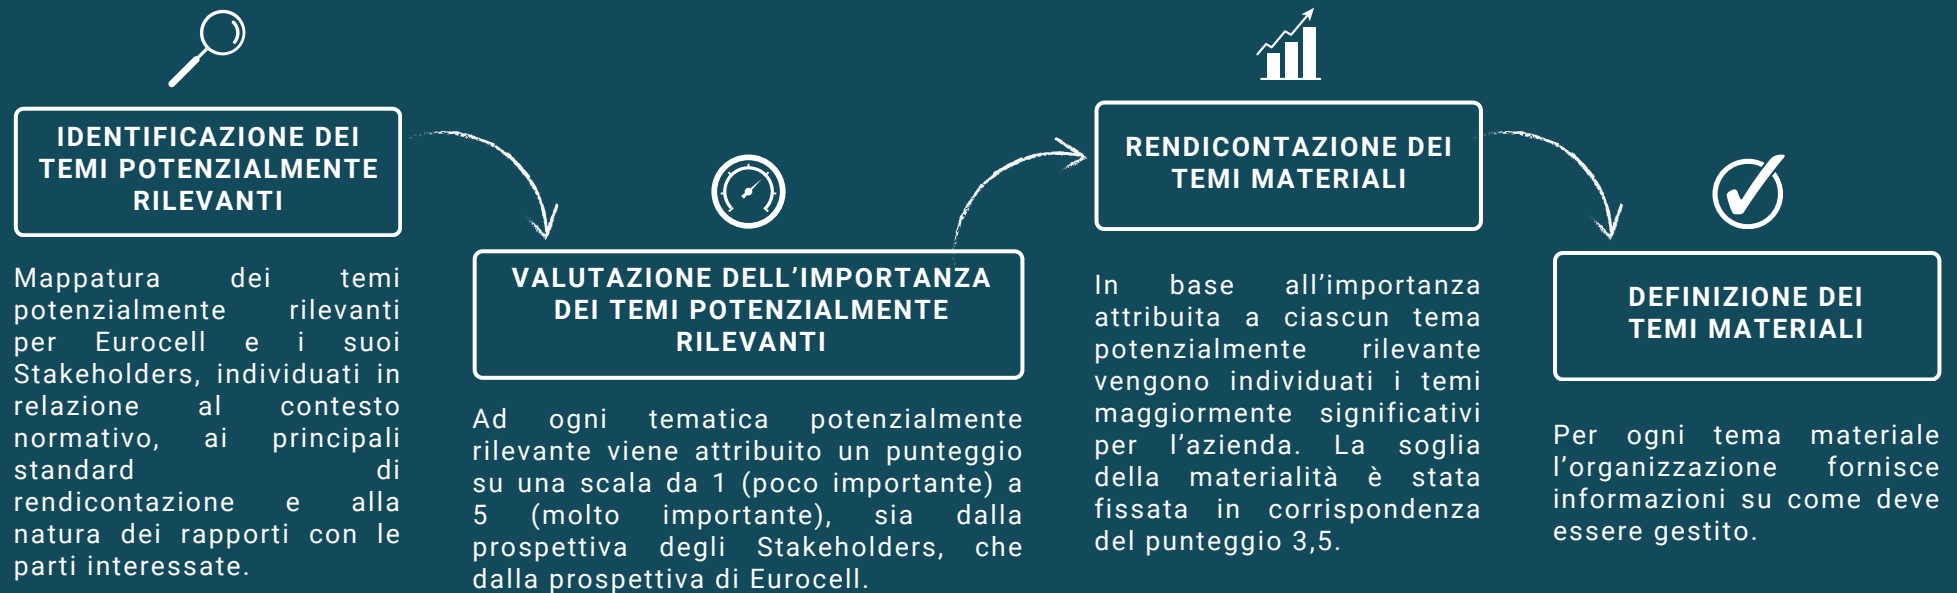 IDENTIFICAZIONE DEI
TEMI POTENZIALMENTE
RILEVANTI
Mappatura dei temi
potenzialmente rilevanti
per Eurocell e i suoi
Stakeholders, individuati in
relazione al contesto
normativo, ai principali
standard di
rendicontazione e alla
natura dei rapporti con le
parti interessate.
VALUTAZIONE DELL'IMPORTANZA
DEI TEMI POTENZIALMENTE
RILEVANTI
Ad ogni tematica potenzialmente
rilevante viene attribuito un punteggio
su una scala da 1 (poco importante) a
5 (molto importante), sia dalla
prospettiva degli Stakeholders, che
dalla prospettiva di Eurocell.
RENDICONTAZIONE DEI
TEMI MATERIALI
In base all'importanza
attribuita a ciascun tema
potenzialmente rilevante
vengono individuati i temi
maggiormente significativi
per l'azienda. La soglia
della materialità è stata
fissata in corrispondenza
del punteggio 3,5.
DEFINIZIONE DEI
TEMI MATERIALI
Per ogni tema materiale
l'organizzazione fornisce
informazioni su come deve
essere gestito.